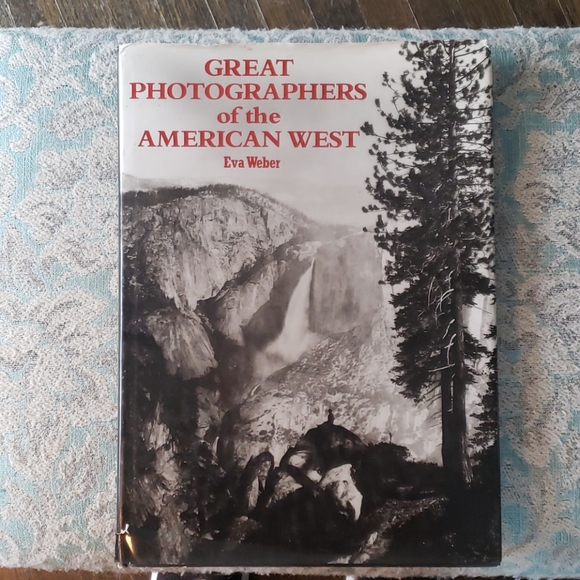 GREAT
PHOTOGRAPHERS
of the
AMERICAN WEST
Eva Weber